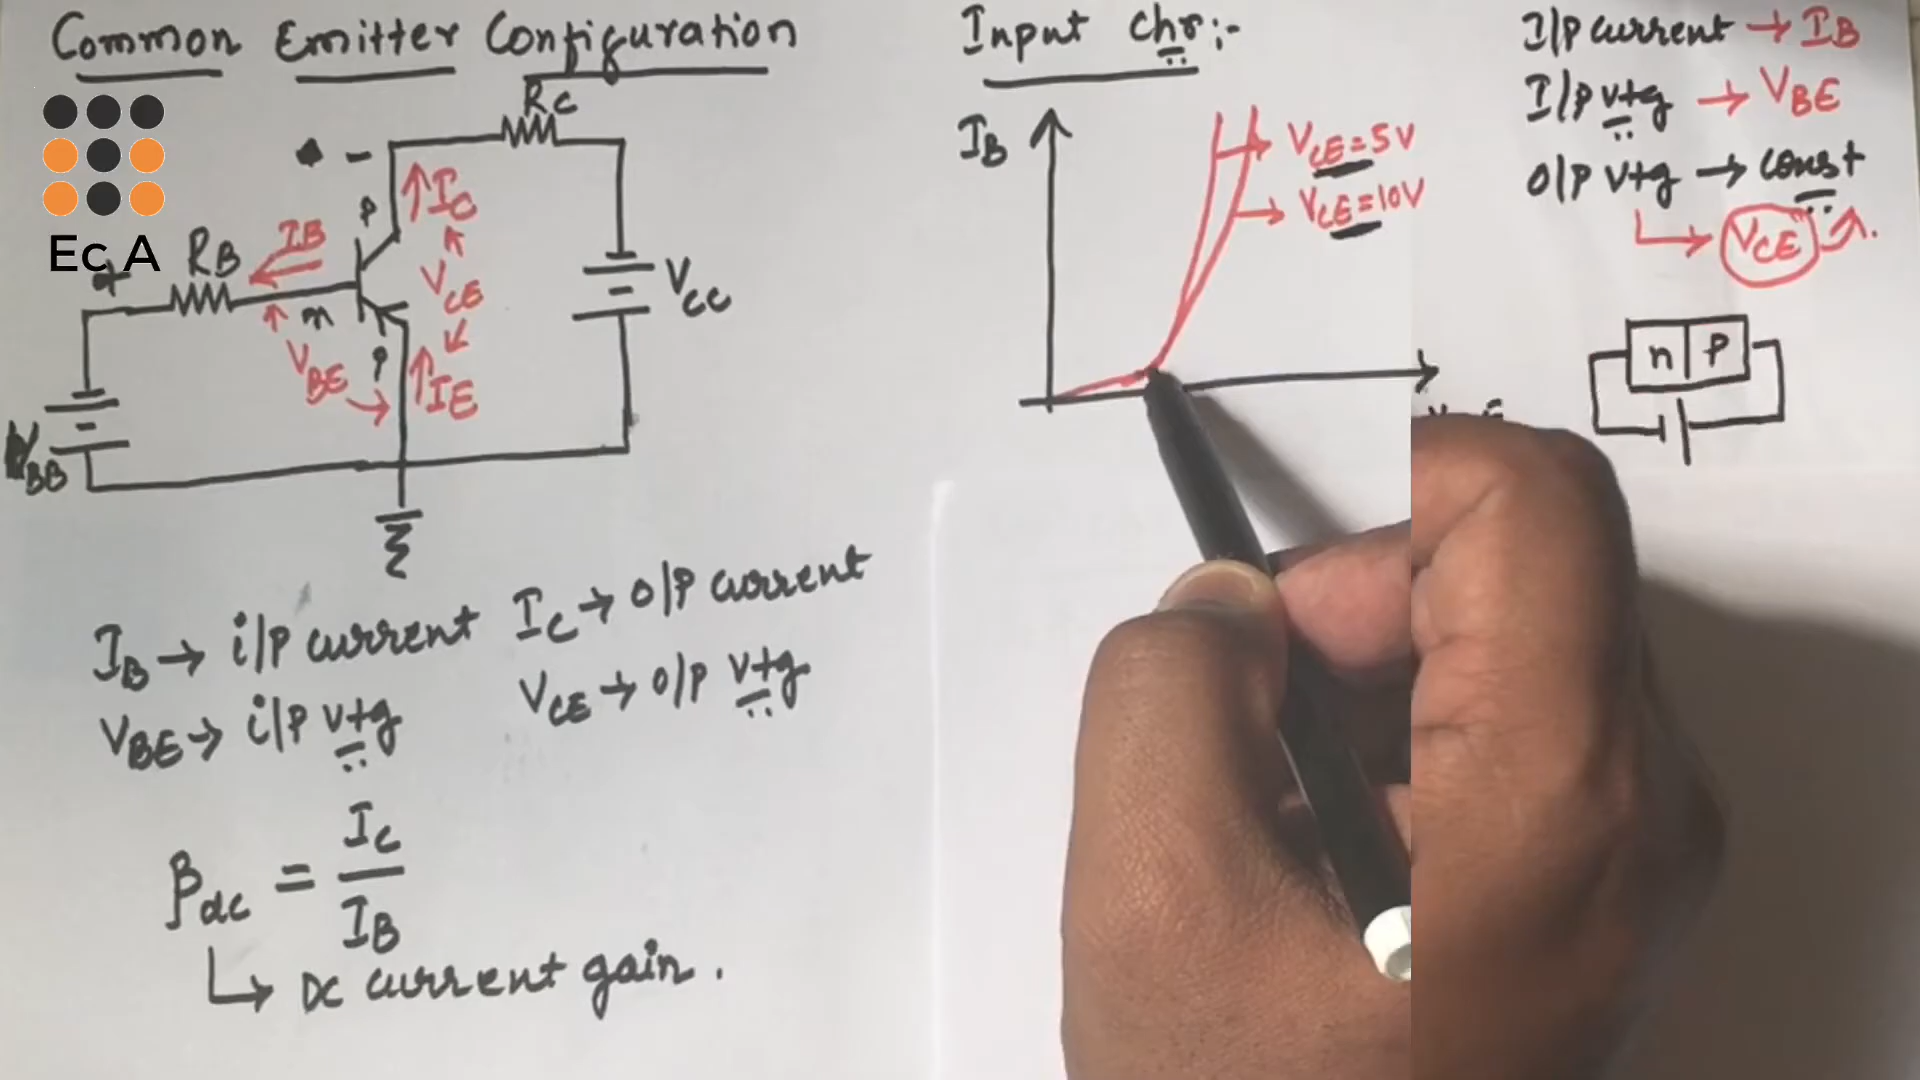 Common Emitter Configuration
Ec A
RC
+ -
IC
P
IB
RB
+
n
VCE
VCC
VBE
P
IE
VBB
IB → i/p current
IC → o/p current
VBE → i/p vtg
VCE → o/p vtg
βdc = IC / IB
↳ DC current gain.
Input chr:-
IB
VCE = 5V
VCE = 10V
I/p current → IB
I/p vtg → VBE
O/p vtg → const
VCE
n P